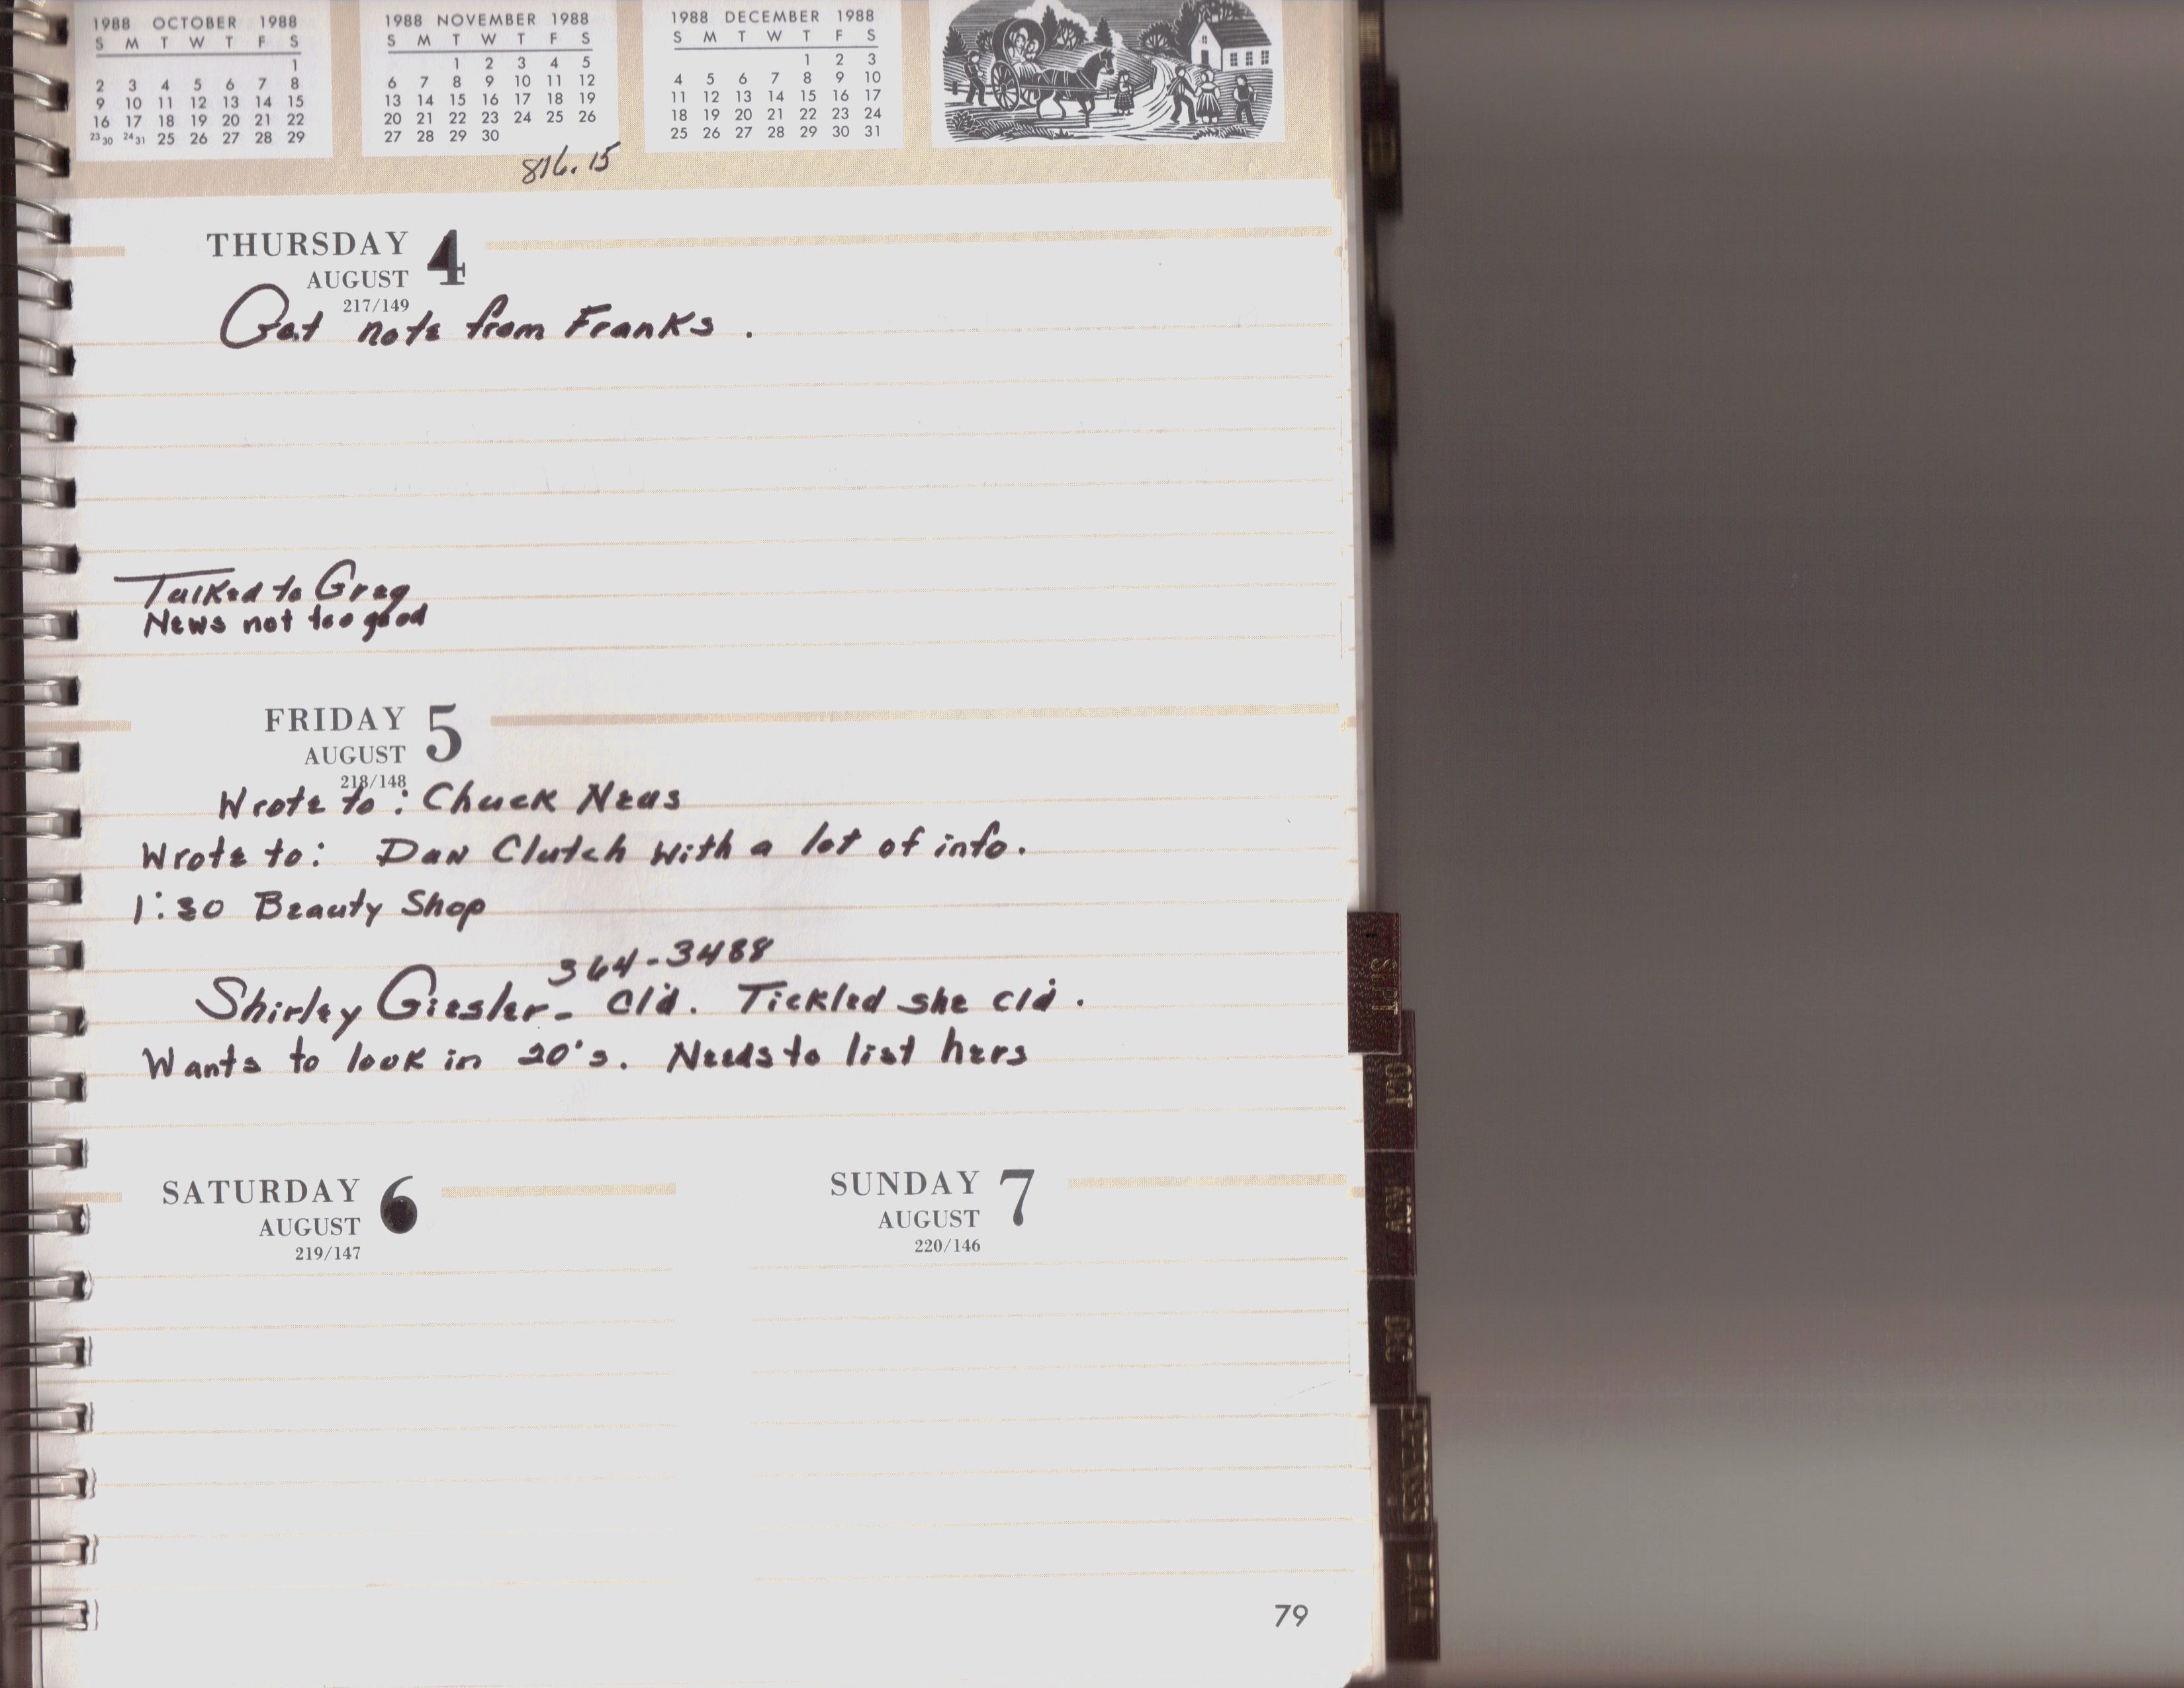 1988 OCTOBER 1988
S M T W T F S
1
2 3 4 5 6 7 8
9 10 11 12 13 14 15
16 17 18 19 20 21 22
23 30 24 31 25 26 27 28 29
1988 NOVEMBER 1988
S M T W T F S
1 2 3 4 5
6 7 8 9 10 11 12
13 14 15 16 17 18 19
20 21 22 23 24 25 26
27 28 29 30
1988 DECEMBER 1988
S M T W T F S
1 2 3
4 5 6 7 8 9 10
11 12 13 14 15 16 17
18 19 20 21 22 23 24
25 26 27 28 29 30 31
816.15
THURSDAY 4
AUGUST
217/149
Got note from Franks.
Talked to Greg
News not too good
FRIDAY 5
AUGUST
218/148
Wrote to: Chuck Neas
Wrote to: Dan Clutch with a lot of info.
1:30 Beauty Shop
364-3488
Shirley Giesler - Cl'd. Tickled she cl'd.
Wants to look in 20's. Needs to list hers
SATURDAY 6
AUGUST
219/147
SUNDAY 7
AUGUST
220/146
79
SEPT
OCT
NOV
DEC